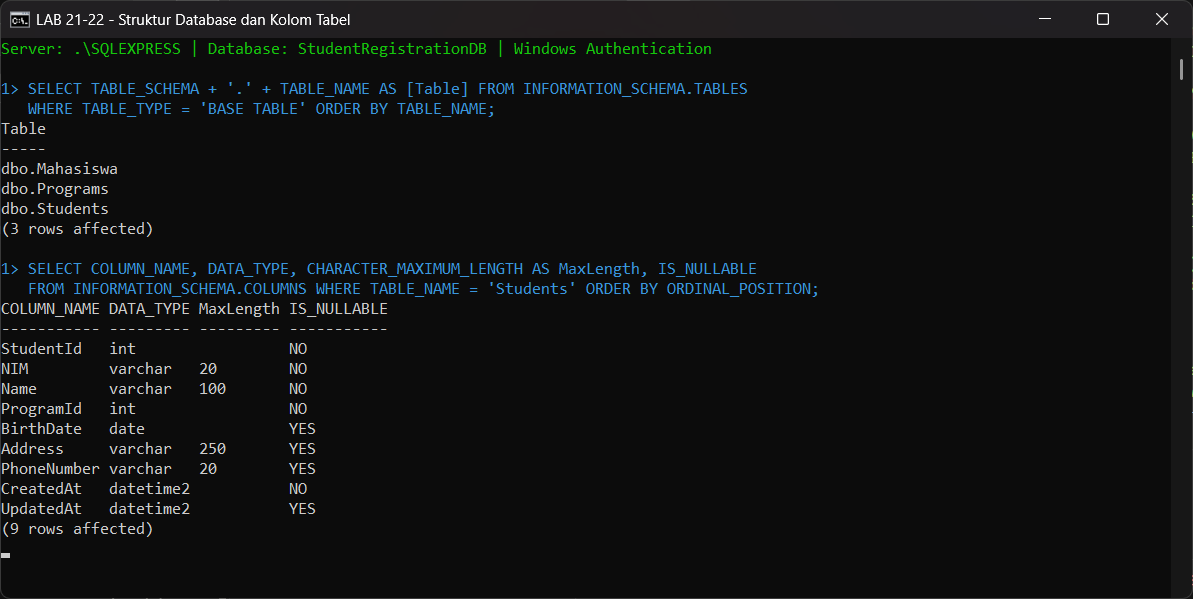 LAB 21-22 - Struktur Database dan Kolom Tabel
Server: .\SQLEXPRESS | Database: StudentRegistrationDB | Windows Authentication
1> SELECT TABLE_SCHEMA + '.' + TABLE_NAME AS [Table] FROM INFORMATION_SCHEMA.TABLES
WHERE TABLE_TYPE = 'BASE TABLE' ORDER BY TABLE_NAME;
Table
-----
dbo.Mahasiswa
dbo.Programs
dbo.Students
(3 rows affected)
1> SELECT COLUMN_NAME, DATA_TYPE, CHARACTER_MAXIMUM_LENGTH AS MaxLength, IS_NULLABLE
FROM INFORMATION_SCHEMA.COLUMNS WHERE TABLE_NAME = 'Students' ORDER BY ORDINAL_POSITION;
COLUMN_NAME DATA_TYPE MaxLength IS_NULLABLE
----------- --------- --------- -----------
StudentId   int                 NO
NIM         varchar   20        NO
Name        varchar   100       NO
ProgramId   int                 NO
BirthDate   date                YES
Address     varchar   250       YES
PhoneNumber varchar   20        YES
CreatedAt   datetime2           NO
UpdatedAt   datetime2           YES
(9 rows affected)